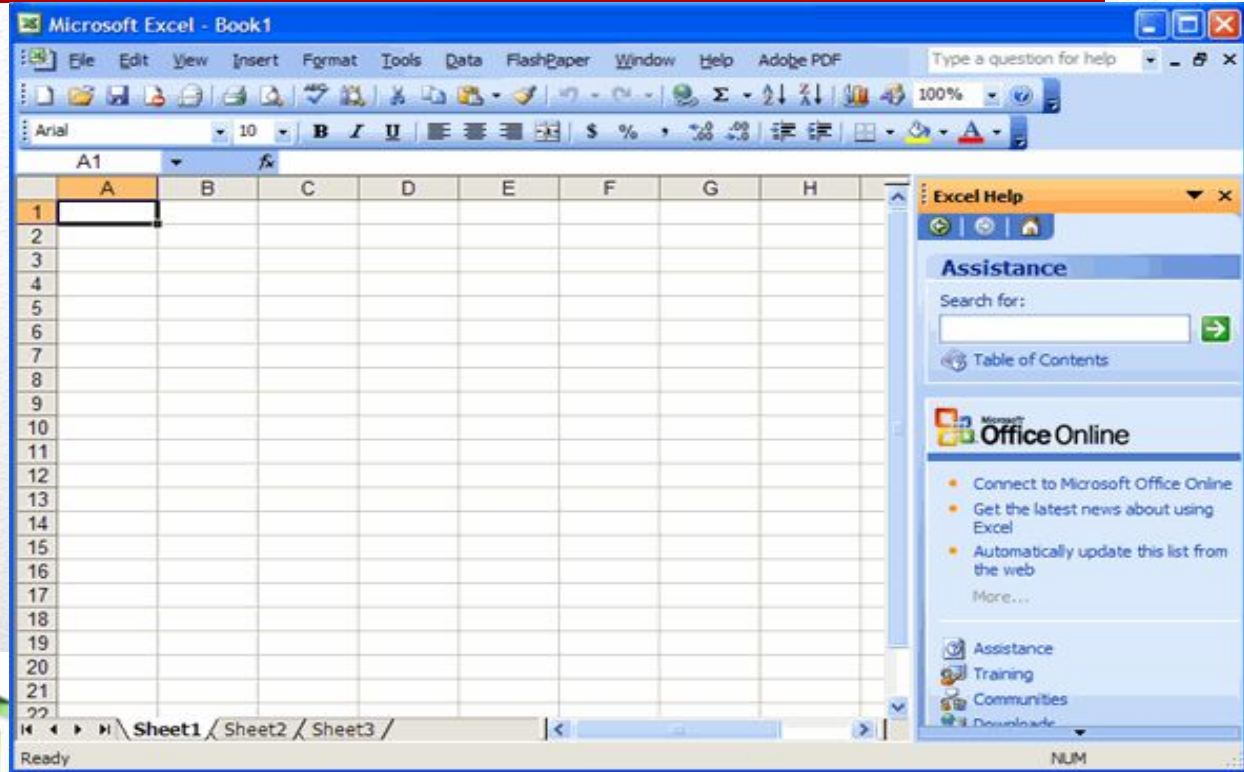 Microsoft Excel - Book1
File Edit View Insert Format Tools Data FlashPaper Window Help Adobe PDF Type a question for help
100%
Arial 10 B I U $ % ,
A1 fx
A B C D E F G H
1
2
3
4
5
6
7
8
9
10
11
12
13
14
15
16
17
18
19
20
21
22
Sheet1 Sheet2 Sheet3
Ready NUM
Excel Help
Assistance
Search for:
Table of Contents
Microsoft
Office Online
Connect to Microsoft Office Online
Get the latest news about using
Excel
Automatically update this list from
the web
More...
Assistance
Training
Communities
Downloads